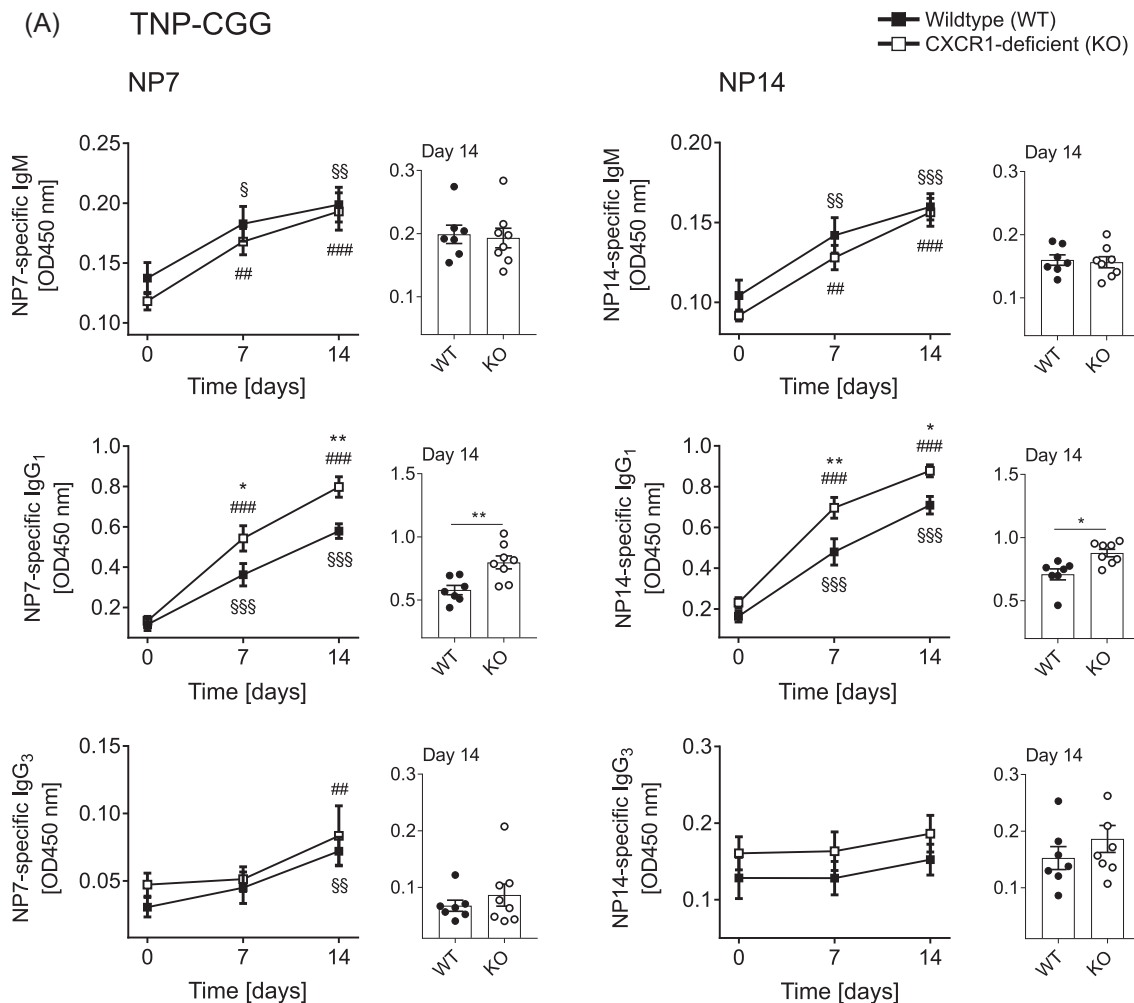 (A) TNP-CGG
Wildtype (WT)
CXCR1-deficient (KO)
NP7
NP14
NP7-specific IgM
[OD450 nm]
0.25
0.20
0.15
0.10
§
§§
##
###
0 7 14
Time [days]
Day 14
0.3
0.2
0.1
WT KO
NP14-specific IgM
[OD450 nm]
0.20
0.15
0.10
§§
§§§
##
###
0 7 14
Time [days]
Day 14
0.3
0.2
0.1
WT KO
NP7-specific IgG1
[OD450 nm]
1.0
0.8
0.6
0.4
0.2
*
###
**
###
§§§
§§§
0 7 14
Time [days]
Day 14
1.5
1.0
0.5
**
WT KO
NP14-specific IgG1
[OD450 nm]
1.0
0.8
0.6
0.4
0.2
**
###
*
###
§§§
§§§
0 7 14
Time [days]
Day 14
1.5
1.0
0.5
*
WT KO
NP7-specific IgG3
[OD450 nm]
0.15
0.10
0.05
##
§§
0 7 14
Time [days]
Day 14
0.3
0.2
0.1
WT KO
NP14-specific IgG3
[OD450 nm]
0.3
0.2
0.1
0 7 14
Time [days]
Day 14
0.3
0.2
0.1
WT KO